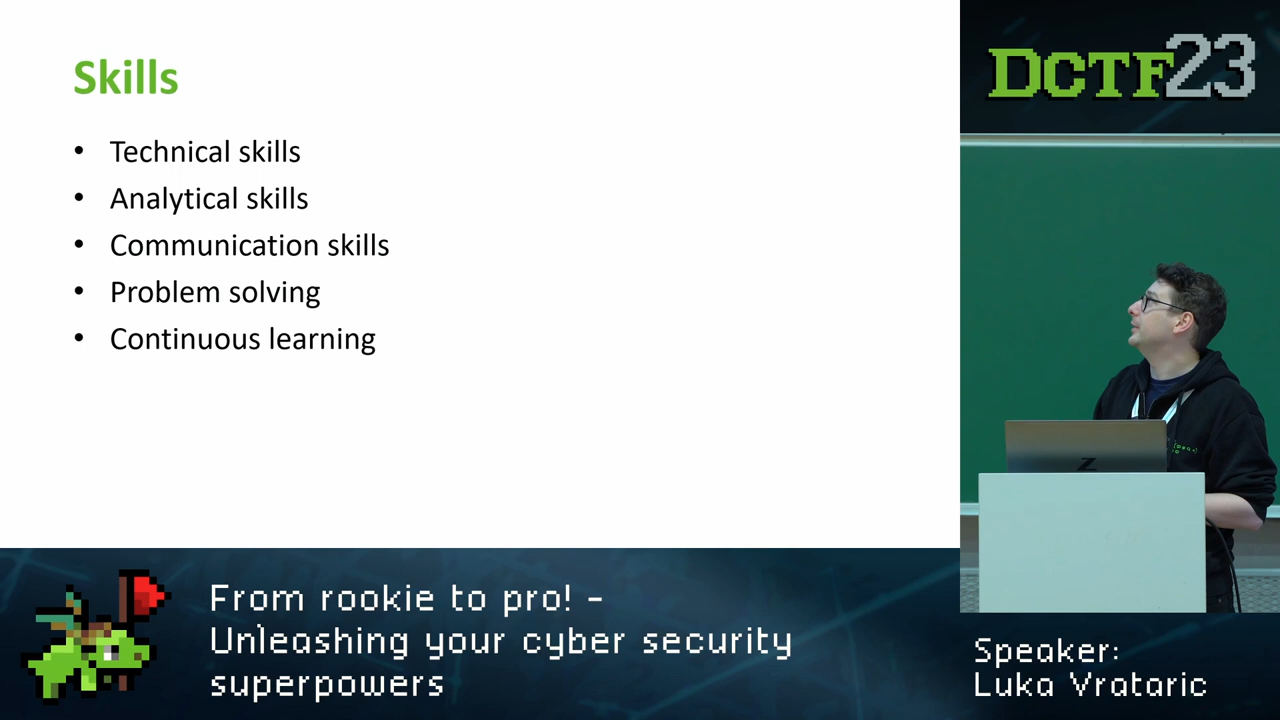 Skills
• Technical skills
• Analytical skills
• Communication skills
• Problem solving
• Continuous learning
DCTF23
From rookie to pro! -
Unleashing your cyber security
superpowers
Speaker:
Luka Vrataric